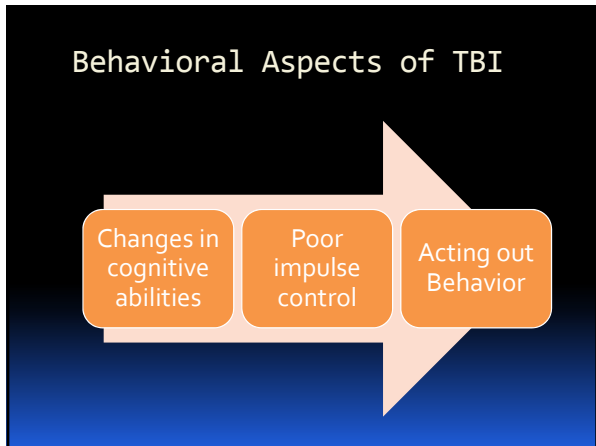 Behavioral Aspects of TBI
Changes in
cognitive
abilities
Poor
impulse
control
Acting out
Behavior